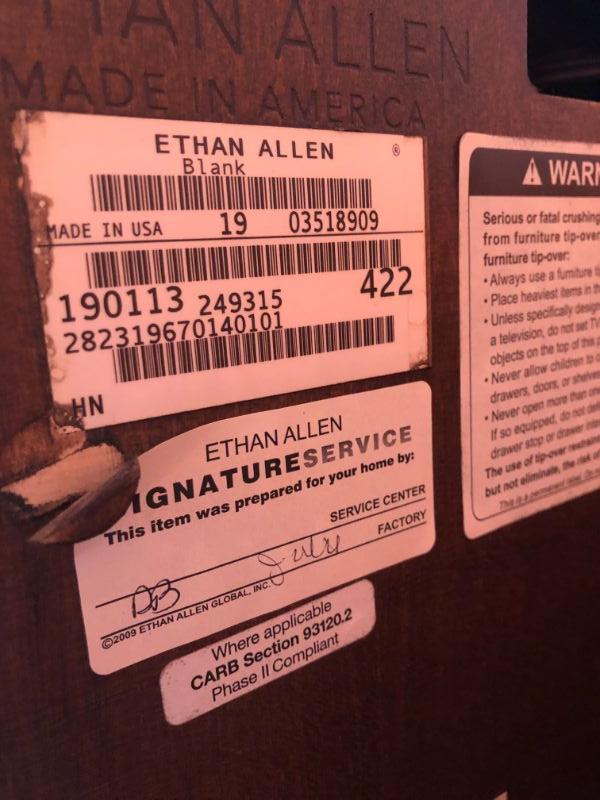 HAN ALLEN
MADE IN AMERICA
ETHAN ALLEN ®
Blank
MADE IN USA 19 03518909
190113 249315 422
282319670140101
HN
ETHAN ALLEN
IGNATURESERVICE
This item was prepared for your home by:
SERVICE CENTER
FACTORY
©2009 ETHAN ALLEN GLOBAL, INC.
Where applicable
CARB Section 93120.2
Phase II Compliant
WARN
Serious or fatal crushing
from furniture tip-over
furniture tip-over:
• Always use a furniture
• Place heaviest items in
• Unless specifically
a television, do not set TV
objects on the top of this
• Never allow children to
drawers, doors, or shelves
• Never open more than one
If so equipped, do not
drawer stop or drawer
The use of tip-over
but not eliminate, the risk of
This is a permanent label.